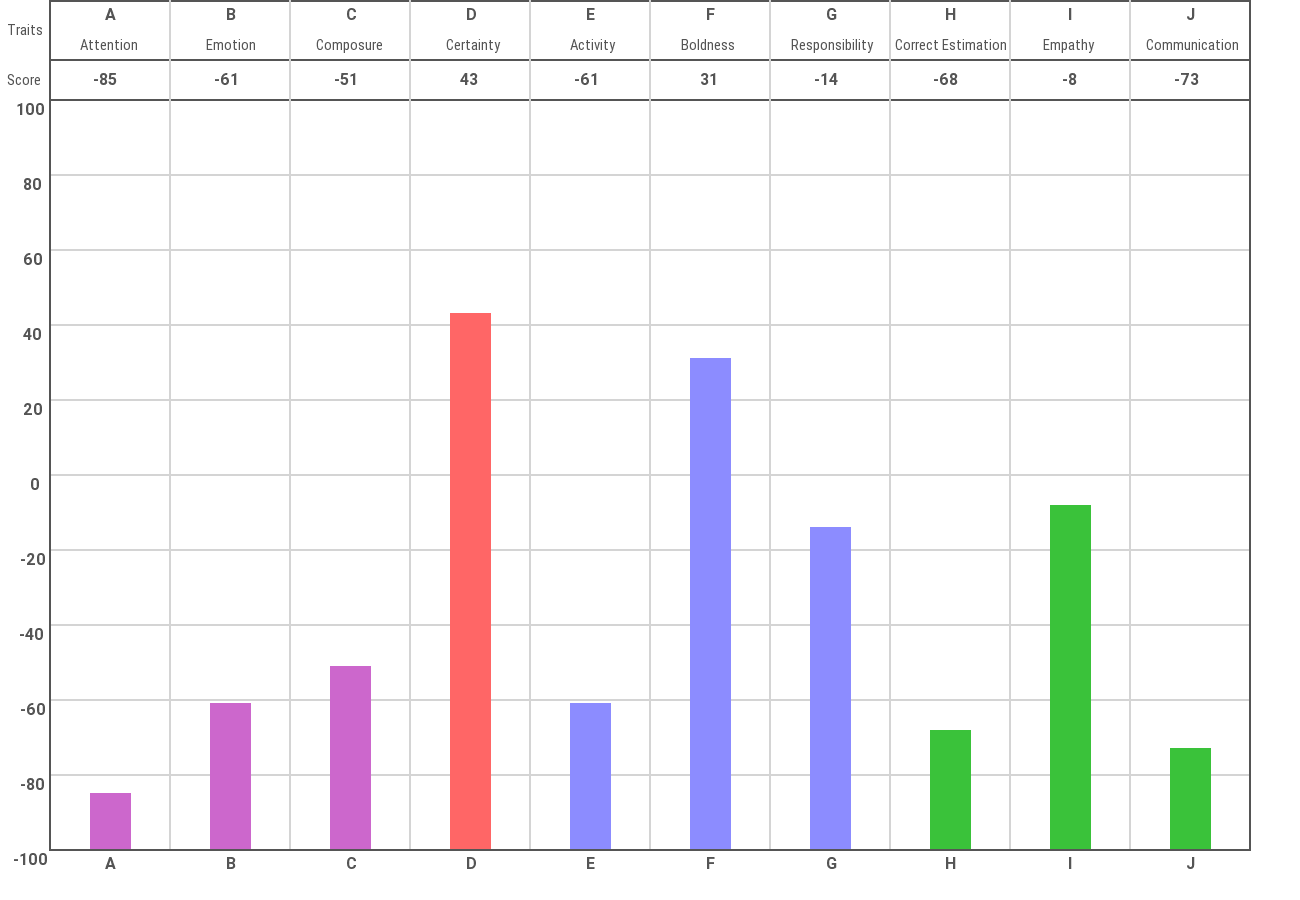 Traits
A B C D E F G H I J
Attention Emotion Composure Certainty Activity Boldness Responsibility Correct Estimation Empathy Communication
Score -85 -61 -51 43 -61 31 -14 -68 -8 -73
100
80
60
40
20
0
-20
-40
-60
-80
-100
A B C D E F G H I J